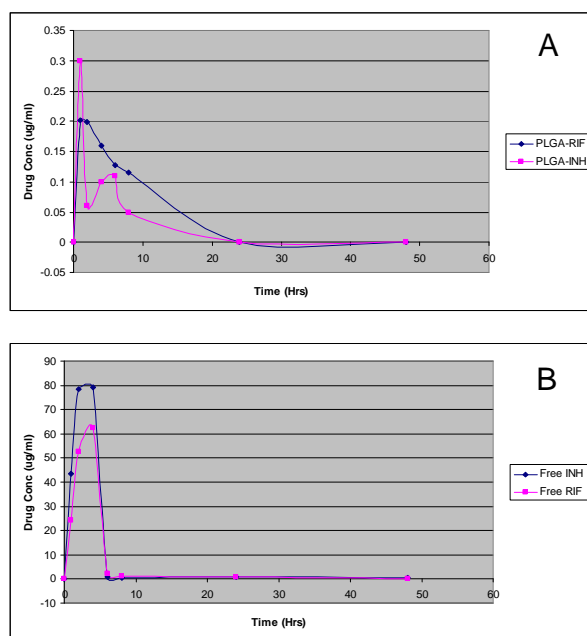 A
0.35
0.3
0.25
0.2
0.15
0.1
0.05
0
-0.05
Drug Conc (ug/ml)
0 10 20 30 40 50 60
Time (Hrs)
PLGA-RIF
PLGA-INH
B
90
80
70
60
50
40
30
20
10
0
-10
Drug Conc (ug/ml)
0 10 20 30 40 50 60
Time (Hrs)
Free INH
Free RIF